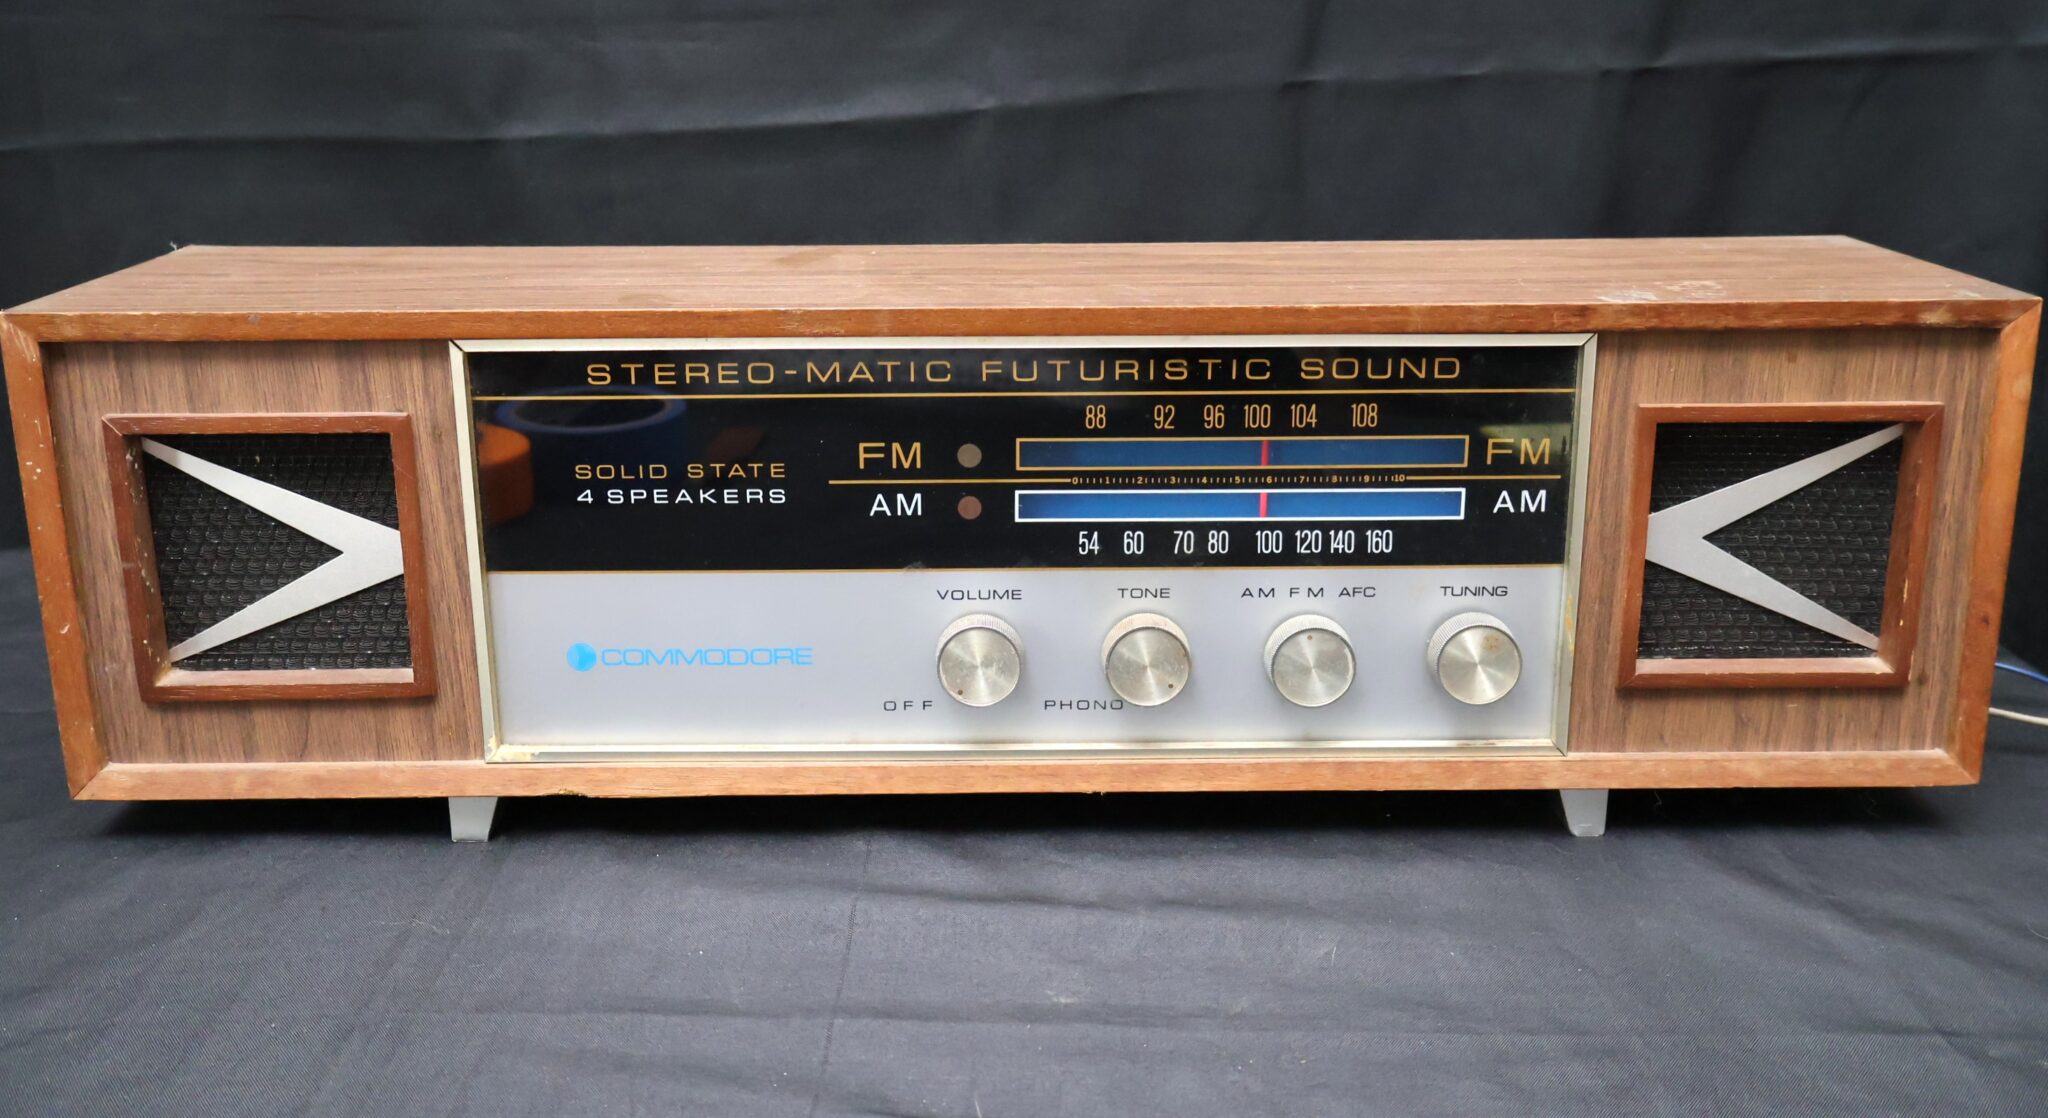 STEREO-MATIC FUTURISTIC SOUND
88 92 96 100 104 108
FM FM
SOLID STATE
0 1 2 3 4 5 6 7 8 9 10
4 SPEAKERS
AM AM
54 60 70 80 100 120 140 160
VOLUME TONE AM FM AFC TUNING
COMMODORE
OFF PHONO